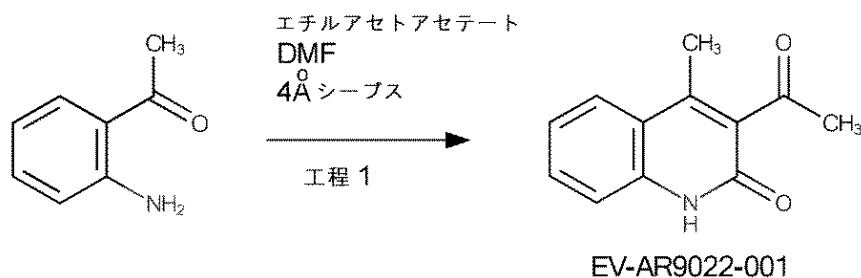 エチルアセトアセテート
DMF
4Å シーブス
工程 1
CH₃
O
NH₂
CH₃
O
CH₃
N
H
O
EV-AR9022-001